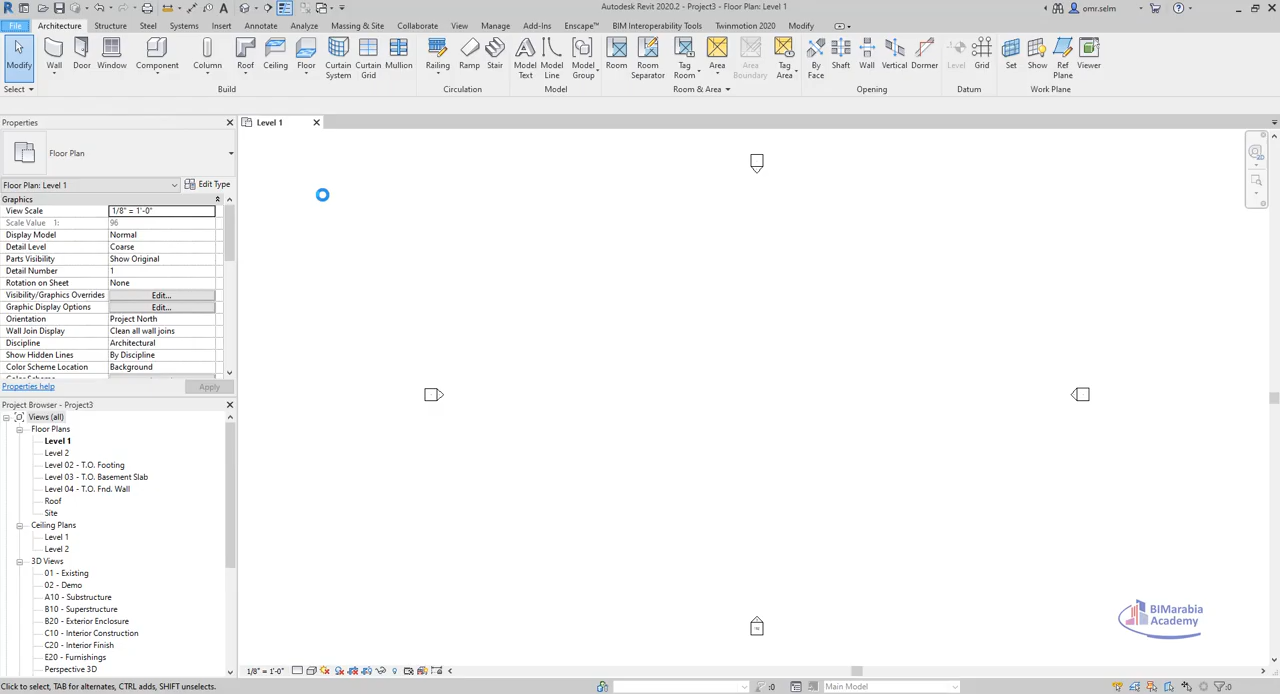 Autodesk Revit 2020.2 - Project3 - Floor Plan: Level 1
omr.selm
File Architecture Structure Steel Systems Insert Annotate Analyze Massing & Site Collaborate View Manage Add-Ins Enscape™ BIM Interoperability Tools Twinmotion 2020 Modify
Modify Wall Door Window Component Column Roof Ceiling Floor Curtain System Curtain Grid Mullion Railing Ramp Stair Model Text Model Line Model Group Room Room Separator Tag Room Area Area Boundary Tag Area By Face Shaft Wall Vertical Dormer Level Grid Set Show Ref Plane Viewer
Select Build Circulation Model Room & Area Opening Datum Work Plane
Properties
Level 1
Floor Plan
Floor Plan: Level 1 Edit Type
Graphics
View Scale 1/8" = 1'-0"
Scale Value 1: 96
Display Model Normal
Detail Level Coarse
Parts Visibility Show Original
Detail Number 1
Rotation on Sheet None
Visibility/Graphics Overrides Edit...
Graphic Display Options Edit...
Orientation Project North
Wall Join Display Clean all wall joins
Discipline Architectural
Show Hidden Lines By Discipline
Color Scheme Location Background
Properties help Apply
Project Browser - Project3
Views (all)
Floor Plans
Level 1
Level 2
Level 02 - T.O. Footing
Level 03 - T.O. Basement Slab
Level 04 - T.O. Fnd. Wall
Roof
Site
Ceiling Plans
Level 1
Level 2
3D Views
01 - Existing
02 - Demo
A10 - Substructure
B10 - Superstructure
B20 - Exterior Enclosure
C10 - Interior Construction
C20 - Interior Finish
E20 - Furnishings
Perspective 3D
BIMarabia
Academy
1/8" = 1'-0"
Click to select, TAB for alternates, CTRL adds, SHIFT unselects.
:0
Main Model
:0